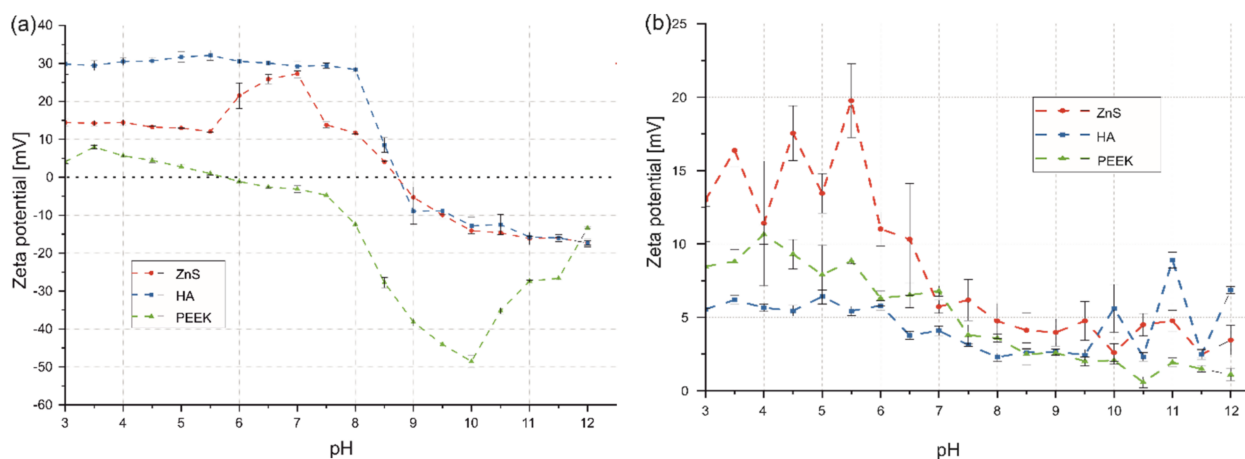 (a)
40
30
20
10
0
-10
-20
-30
-40
-50
-60
Zeta potential [mV]
ZnS
HA
PEEK
3 4 5 6 7 8 9 10 11 12
pH
(b)
25
20
15
10
5
0
Zeta potential [mV]
ZnS
HA
PEEK
3 4 5 6 7 8 9 10 11 12
pH